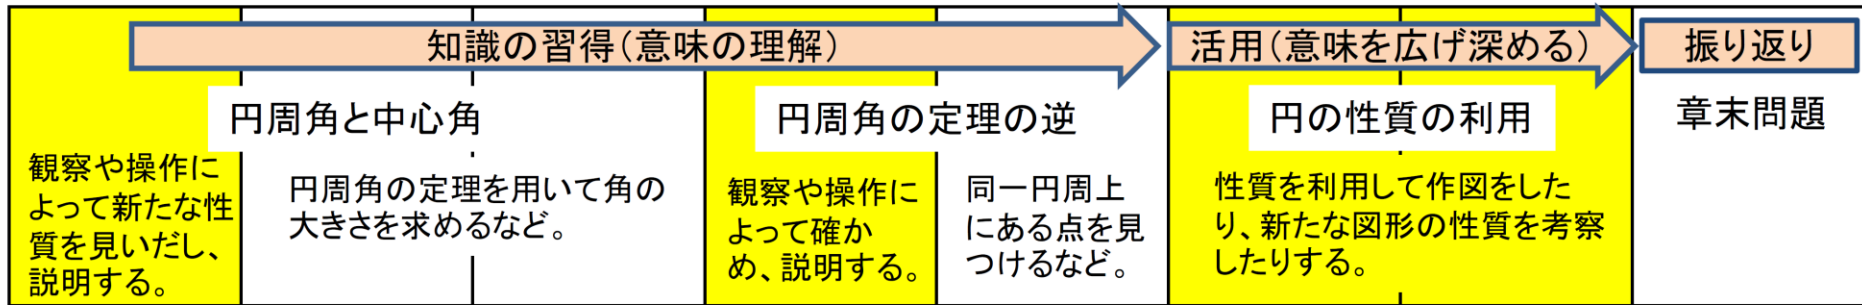 知識の習得(意味の理解)
活用(意味を広げ深める)
振り返り
円周角と中心角
円周角の定理の逆
円の性質の利用
章末問題
観察や操作に
よって新たな性
質を見いだし、
説明する。
円周角の定理を用いて角の
大きさを求めるなど。
観察や操作に
よって確か
め、説明する。
同一円周上
にある点を見
つけるなど。
性質を利用して作図をした
り、新たな図形の性質を考察
したりする。